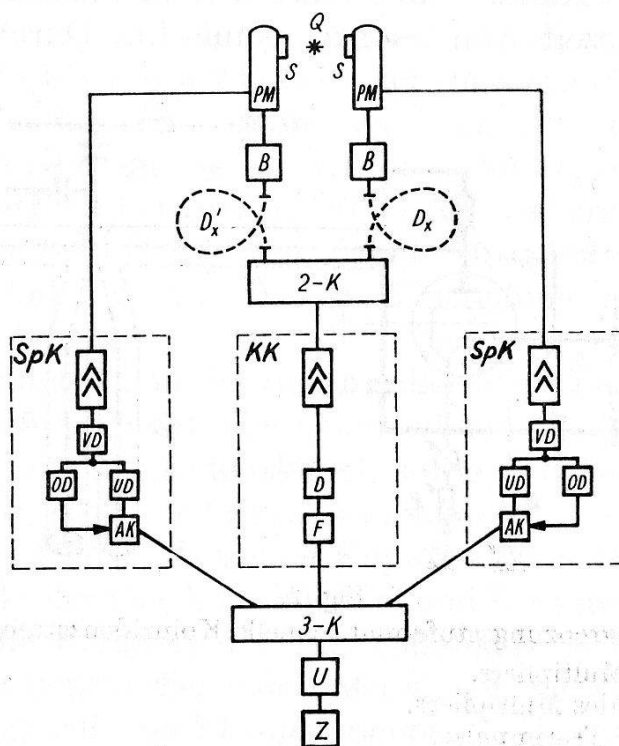 Q
S S
PM PM
B B
D'x Dx
2-K
SpK KK SpK
VD VD
OD UD D UD OD
AK F AK
3-K
U
Z